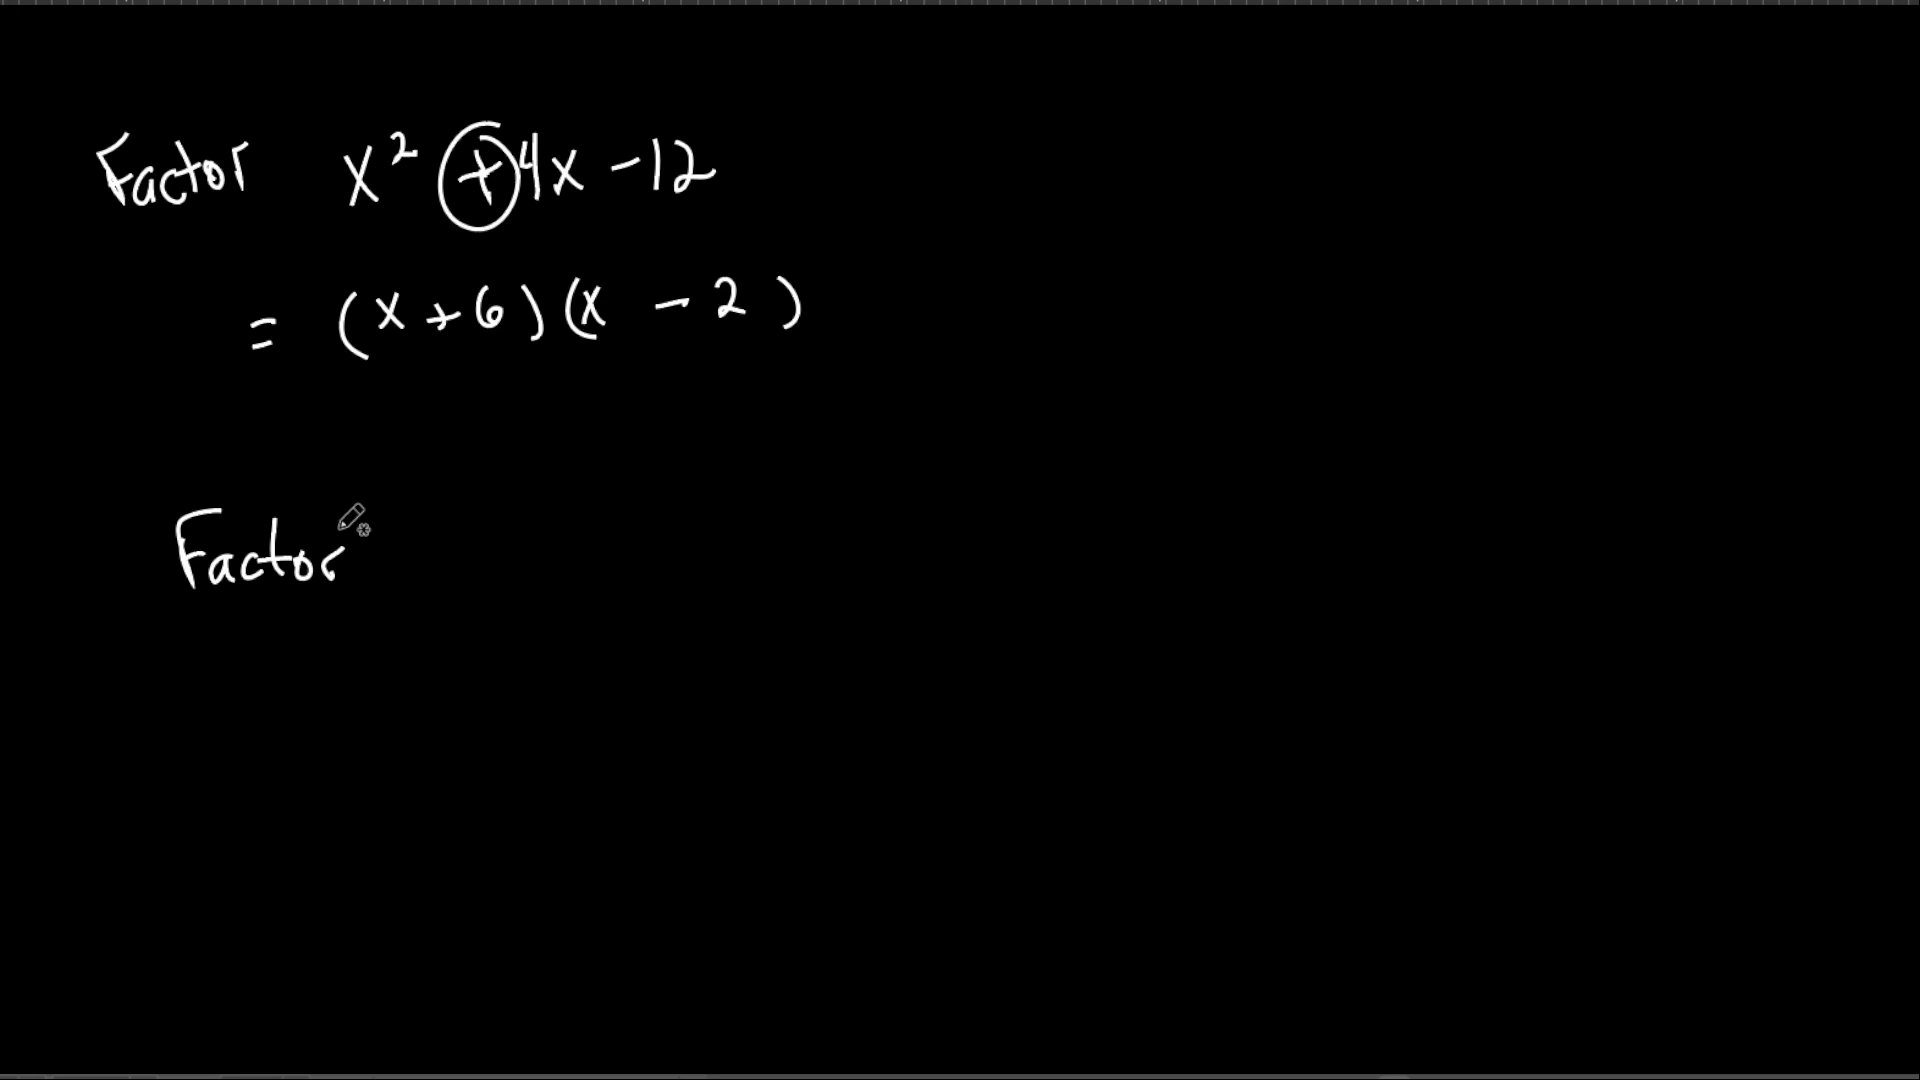 Factor x² + 4x - 12
= (x + 6)(x - 2)
Factor